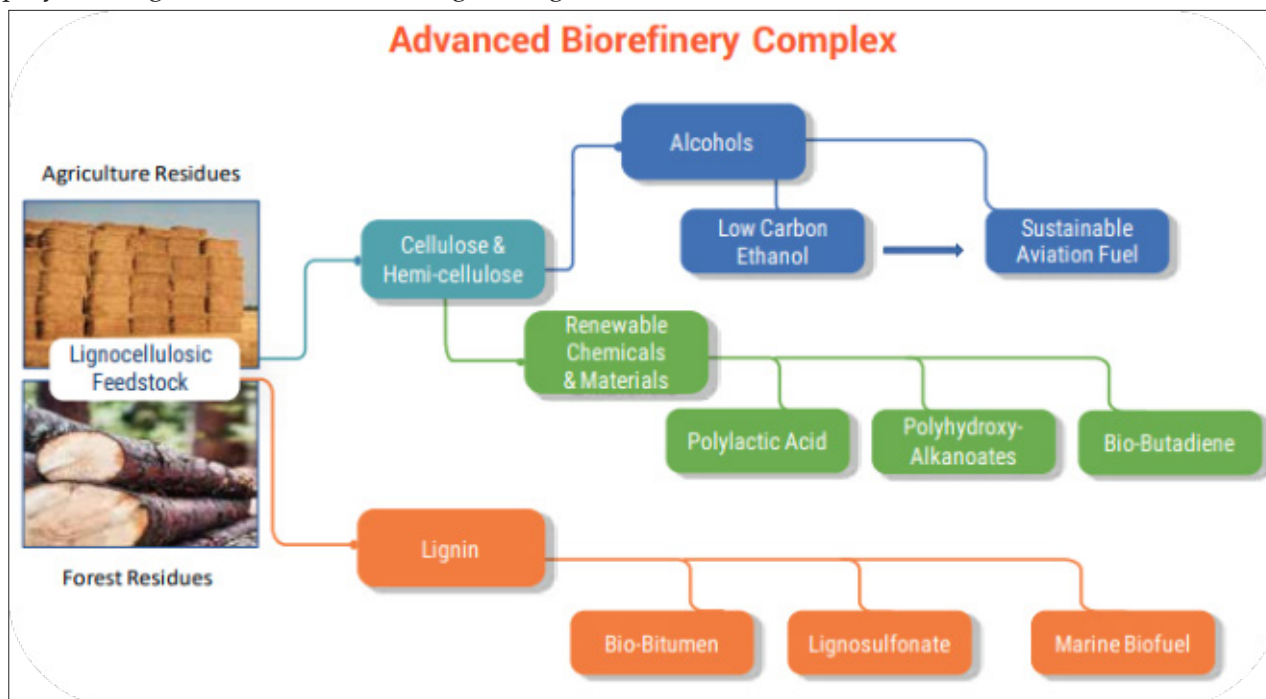 Advanced Biorefinery Complex
Agriculture Residues
Lignocellulosic
Feedstock
Forest Residues
Cellulose &
Hemi-cellulose
Alcohols
Low Carbon
Ethanol
Sustainable
Aviation Fuel
Renewable
Chemicals
& Materials
Polylactic Acid
Polyhydroxy-
Alkanoates
Bio-Butadiene
Lignin
Bio-Bitumen
Lignosulfonate
Marine Biofuel